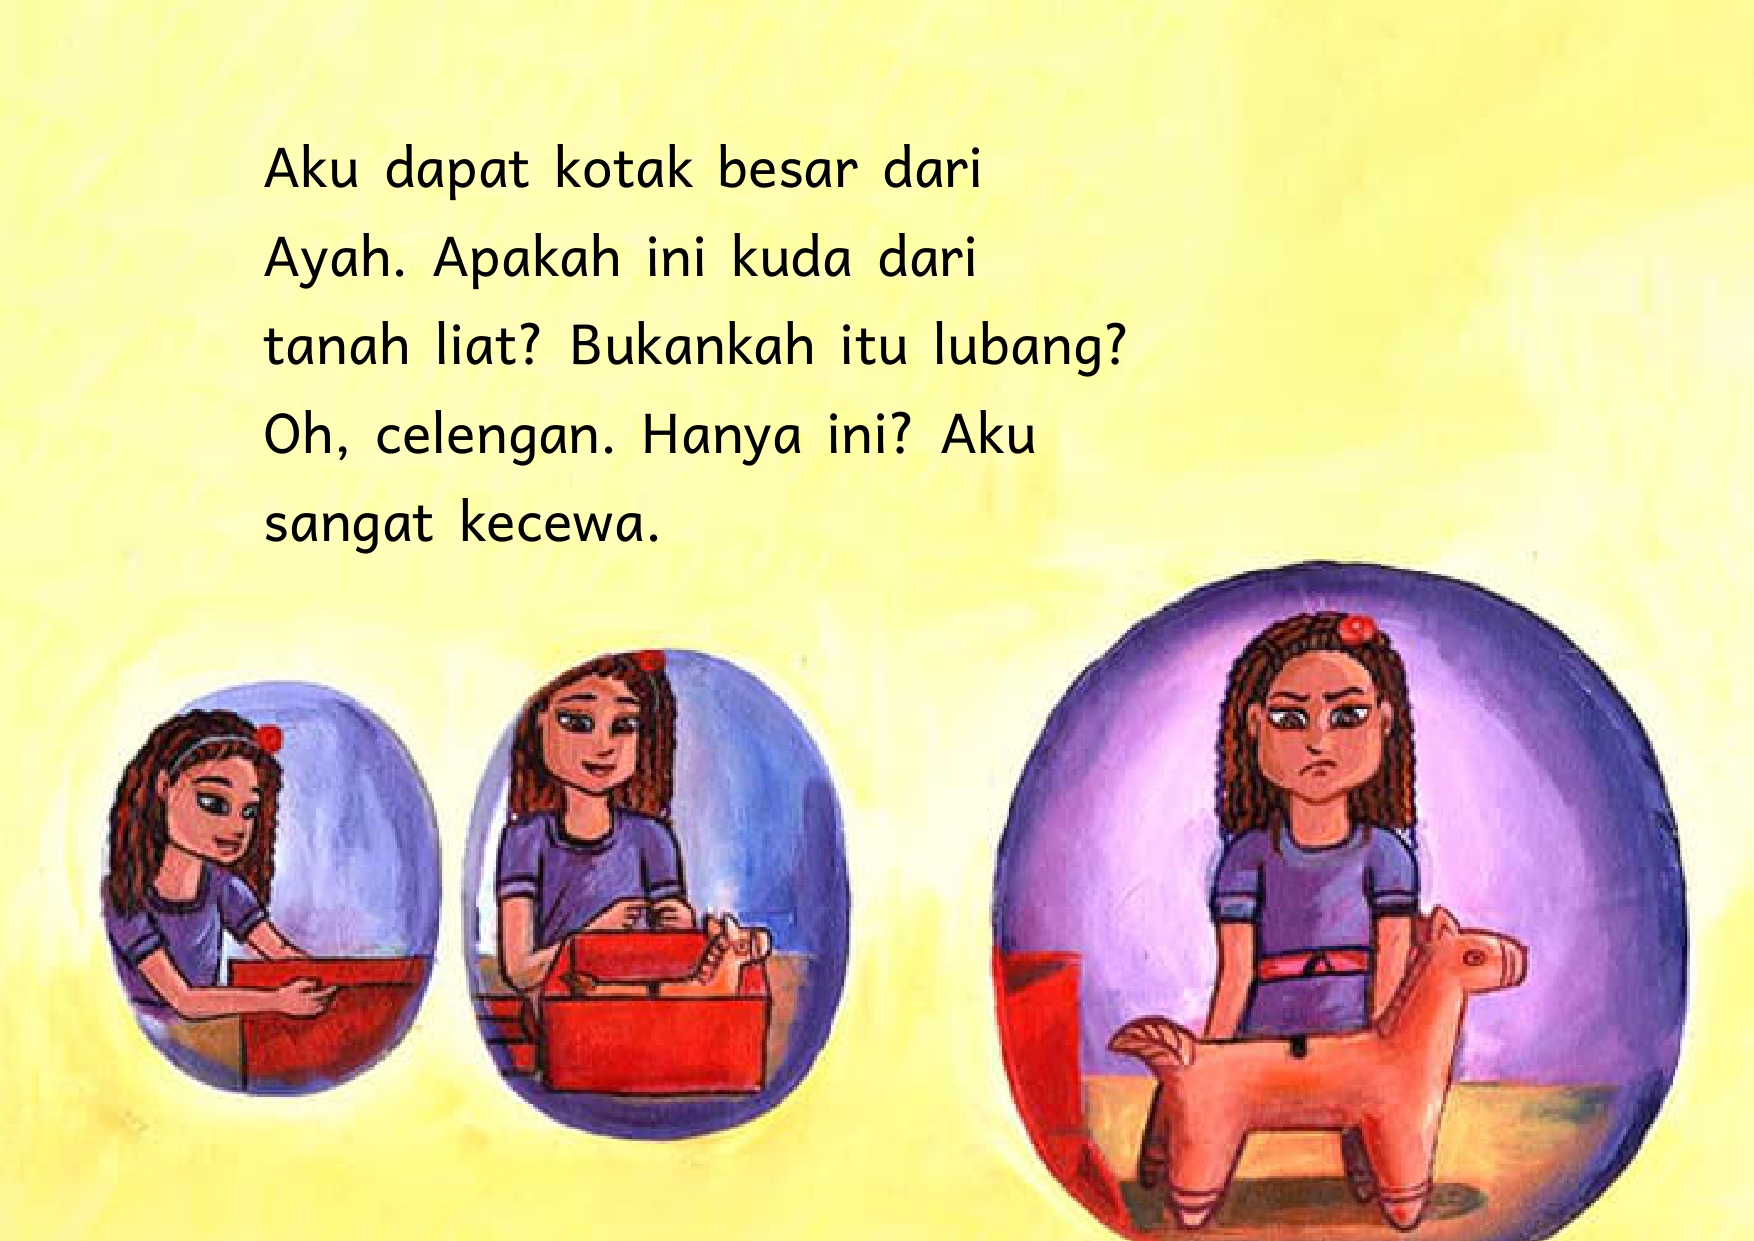 Aku dapat kotak besar dari
Ayah. Apakah ini kuda dari
tanah liat? Bukankah itu lubang?
Oh, celengan. Hanya ini? Aku
sangat kecewa.